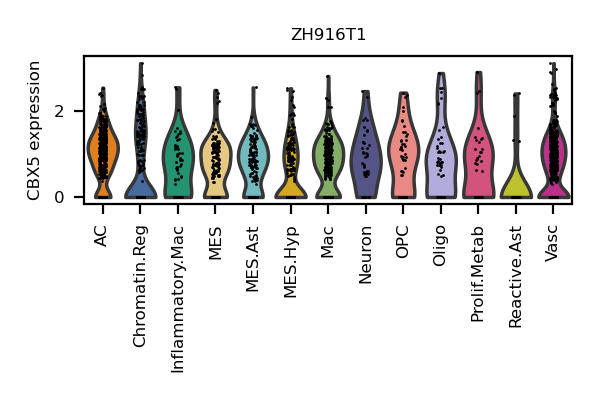 ZH916T1
CBX5 expression
2
0
AC
Chromatin.Reg
Inflammatory.Mac
MES
MES.Ast
MES.Hyp
Mac
Neuron
OPC
Oligo
Prolif.Metab
Reactive.Ast
Vasc